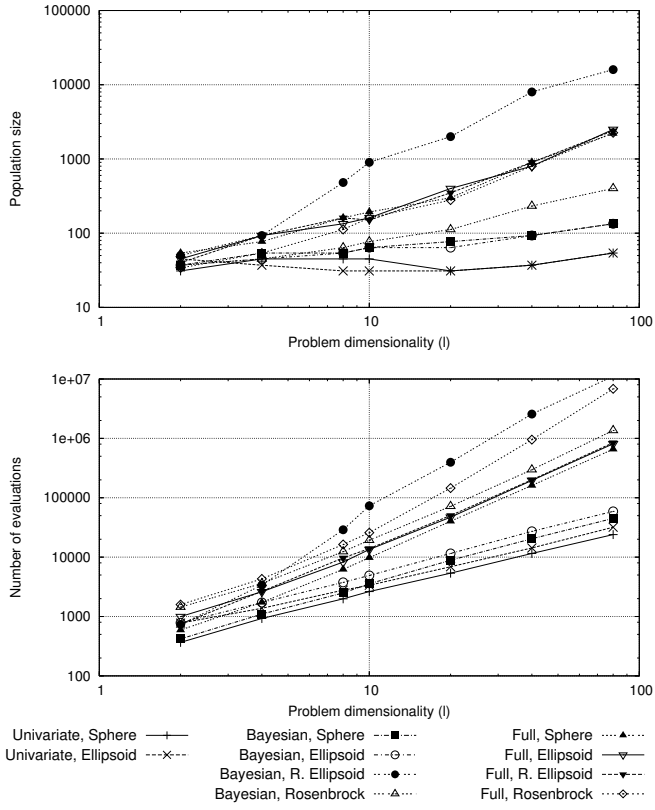 100000
10000
1000
100
10
Population size
1
10
100
Problem dimensionality (l)
1e+07
1e+06
100000
10000
1000
100
Number of evaluations
1
10
100
Problem dimensionality (l)
Univariate, Sphere
Univariate, Ellipsoid
Bayesian, Sphere
Bayesian, Ellipsoid
Bayesian, R. Ellipsoid
Bayesian, Rosenbrock
Full, Sphere
Full, Ellipsoid
Full, R. Ellipsoid
Full, Rosenbrock